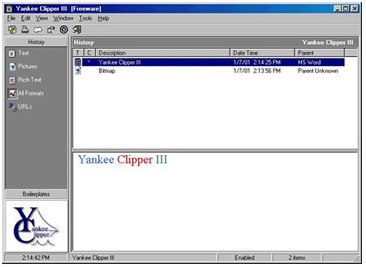 Yankee Clipper III [Freeware]
File Edit View Window Tools Help
History
History Yankee Clipper III
T C Description Date Time Parent
* Yankee Clipper III 1/7/01 2:14:25 PM MS Word
Bitmap 1/7/01 2:13:56 PM Parent Unknown
Text
Pictures
Rich Text
All Formats
URLs
Yankee Clipper III
Boilerplates
Yankee
Clipper
2:14:42 PM Yankee Clipper III Enabled 2 items